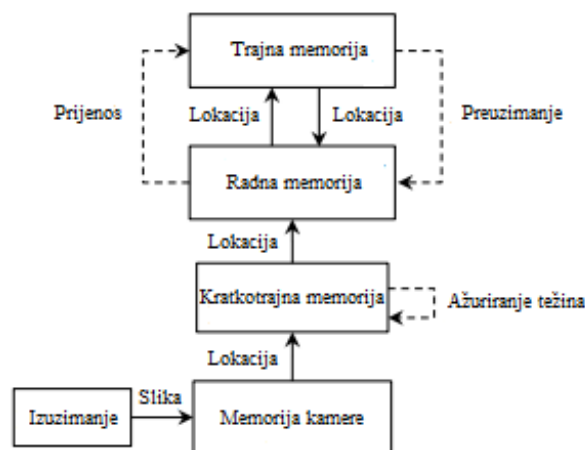 Trajna memorija
Prijenos
Lokacija
Lokacija
Preuzimanje
Radna memorija
Lokacija
Kratkotrajna memorija
Ažuriranje težina
Lokacija
Slika
Izuzimanje
Memorija kamere